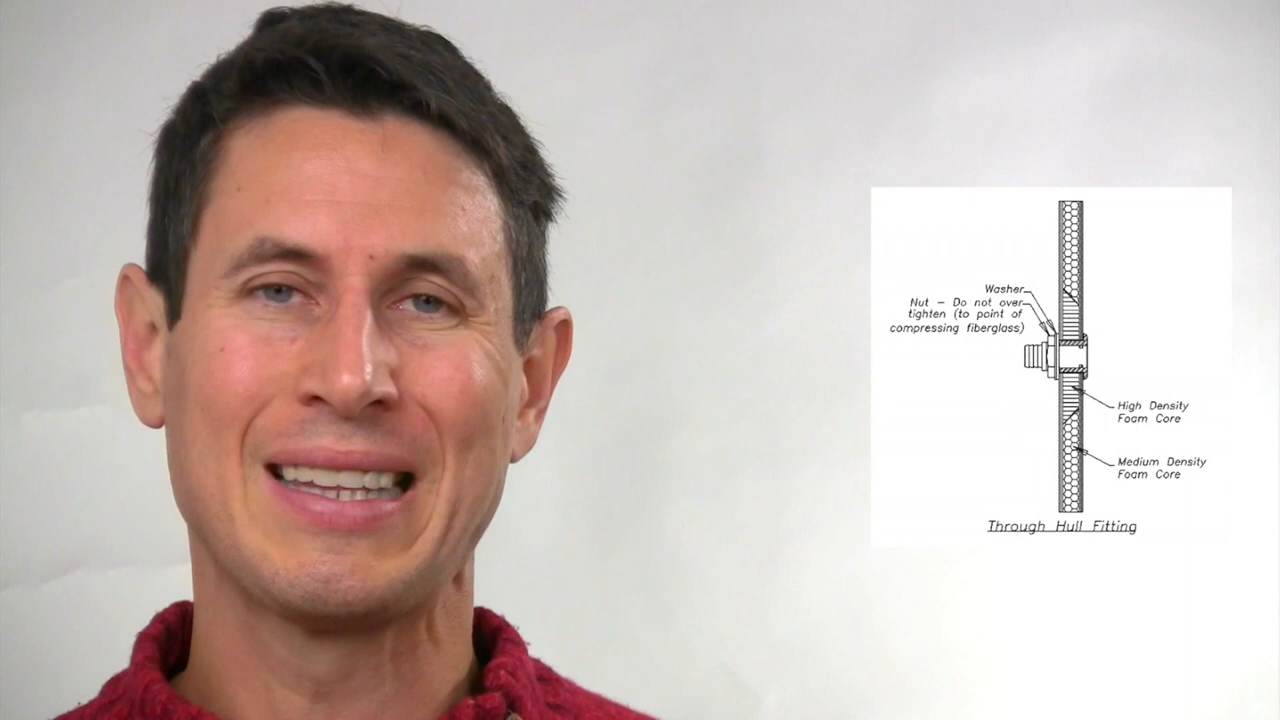 Washer
Nut – Do not over
tighten (to point of
compressing fiberglass)
High Density
Foam Core
Medium Density
Foam Core
Through Hull Fitting